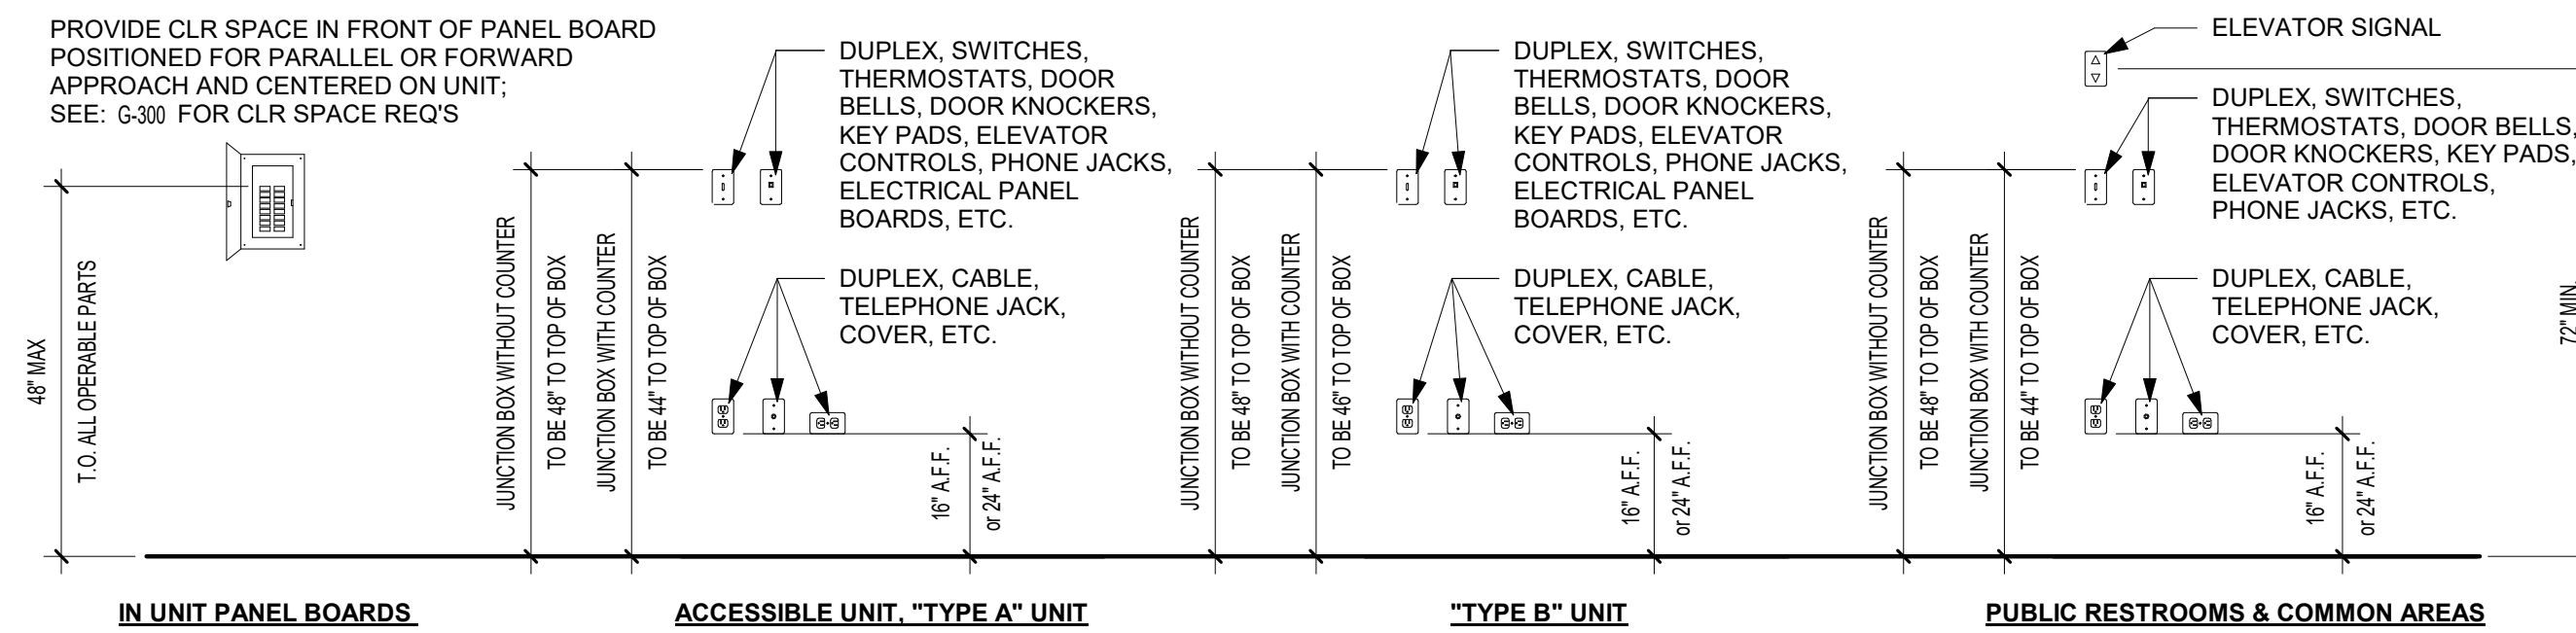 PROVIDE CLR SPACE IN FRONT OF PANEL BOARD
POSITIONED FOR PARALLEL OR FORWARD
APPROACH AND CENTERED ON UNIT;
SEE: G-300 FOR CLR SPACE REQ'S
48" MAX
T.O. ALL OPERABLE PARTS
IN UNIT PANEL BOARDS
JUNCTION BOX WITHOUT COUNTER
TO BE 48" TO TOP OF BOX
JUNCTION BOX WITH COUNTER
TO BE 44" TO TOP OF BOX
DUPLEX, SWITCHES,
THERMOSTATS, DOOR
BELLS, DOOR KNOCKERS,
KEY PADS, ELEVATOR
CONTROLS, PHONE JACKS,
ELECTRICAL PANEL
BOARDS, ETC.
DUPLEX, CABLE,
TELEPHONE JACK,
COVER, ETC.
16" A.F.F.
or 24" A.F.F.
ACCESSIBLE UNIT, "TYPE A" UNIT
JUNCTION BOX WITHOUT COUNTER
TO BE 48" TO TOP OF BOX
JUNCTION BOX WITH COUNTER
TO BE 46" TO TOP OF BOX
DUPLEX, SWITCHES,
THERMOSTATS, DOOR
BELLS, DOOR KNOCKERS,
KEY PADS, ELEVATOR
CONTROLS, PHONE JACKS,
ELECTRICAL PANEL
BOARDS, ETC.
DUPLEX, CABLE,
TELEPHONE JACK,
COVER, ETC.
16" A.F.F.
or 24" A.F.F.
"TYPE B" UNIT
JUNCTION BOX WITHOUT COUNTER
TO BE 48" TO TOP OF BOX
JUNCTION BOX WITH COUNTER
TO BE 44" TO TOP OF BOX
ELEVATOR SIGNAL
DUPLEX, SWITCHES,
THERMOSTATS, DOOR BELLS,
DOOR KNOCKERS, KEY PADS,
ELEVATOR CONTROLS,
PHONE JACKS, ETC.
DUPLEX, CABLE,
TELEPHONE JACK,
COVER, ETC.
16" A.F.F.
or 24" A.F.F.
72" MIN.
PUBLIC RESTROOMS & COMMON AREAS